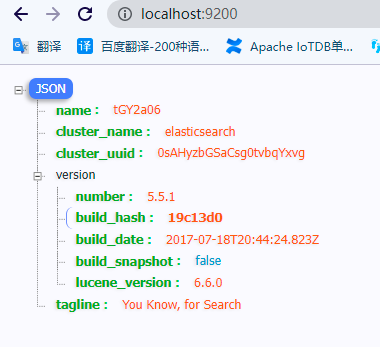 localhost:9200
翻译 百度翻译-200种语... Apache IoTDB单...
JSON
name : tGY2a06
cluster_name : elasticsearch
cluster_uuid : 0sAHyzbGSaCsg0tvbqYxvg
version
number : 5.5.1
build_hash : 19c13d0
build_date : 2017-07-18T20:44:24.823Z
build_snapshot : false
lucene_version : 6.6.0
tagline : You Know, for Search